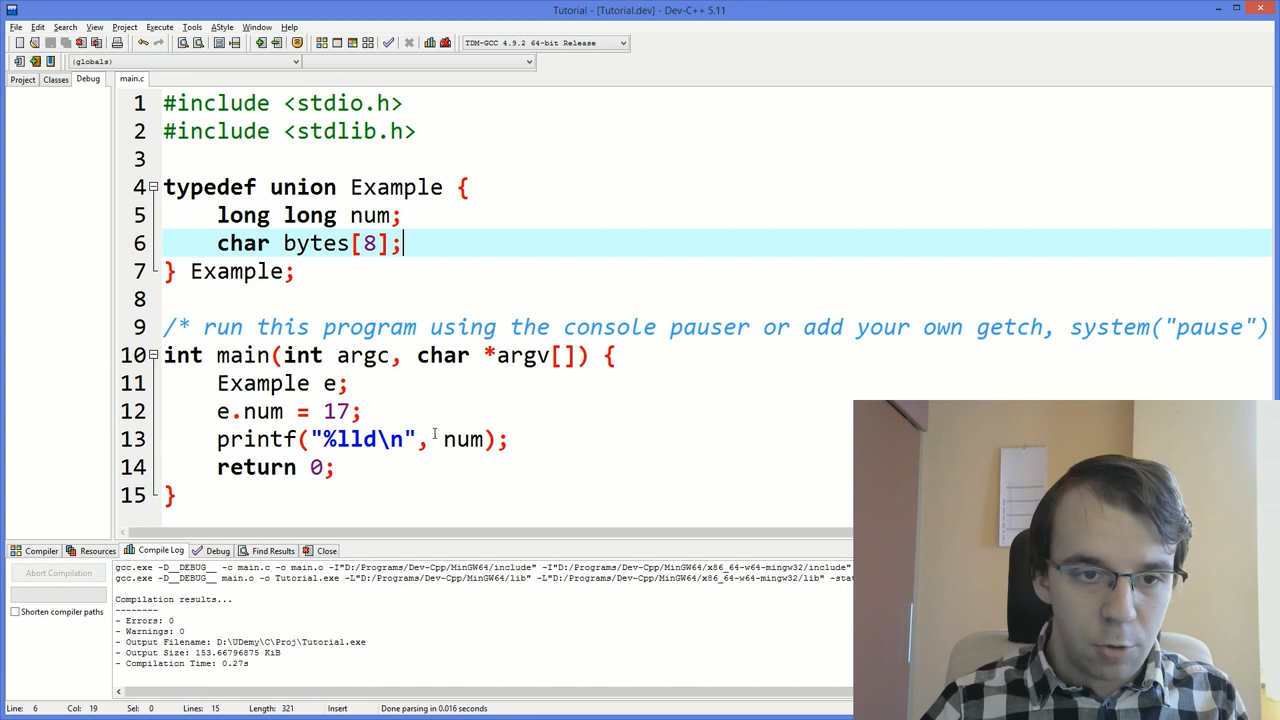 Tutorial - [Tutorial.dev] - Dev-C++ 5.11
File Edit Search View Project Execute Tools AStyle Window Help
TDM-GCC 4.9.2 64-bit Release
(globals)
Project Classes Debug main.c
1 #include <stdio.h>
2 #include <stdlib.h>
3
4 typedef union Example {
5 long long num;
6 char bytes[8];
7 } Example;
8
9 /* run this program using the console pauser or add your own getch, system("pause")
10 int main(int argc, char *argv[]) {
11 Example e;
12 e.num = 17;
13 printf("%lld\n", num);
14 return 0;
15 }
Compiler Resources Compile Log Debug Find Results Close
Abort Compilation
Shorten compiler paths
gcc.exe -D__DEBUG__ -c main.c -o main.o -I"D:/Programs/Dev-Cpp/MinGW64/include" -I"D:/Programs/Dev-Cpp/MinGW64/x86_64-w64-mingw32/include"
gcc.exe -D__DEBUG__ main.o -o Tutorial.exe -L"D:/Programs/Dev-Cpp/MinGW64/lib" -L"D:/Programs/Dev-Cpp/MinGW64/x86_64-w64-mingw32/lib" -stat
Compilation results...
--------
- Errors: 0
- Warnings: 0
- Output Filename: D:\UDemy\C\Proj\Tutorial.exe
- Output Size: 153.66796875 KiB
- Compilation Time: 0.27s
Line: 6 Col: 19 Sel: 0 Lines: 15 Length: 321 Insert Done parsing in 0.016 seconds